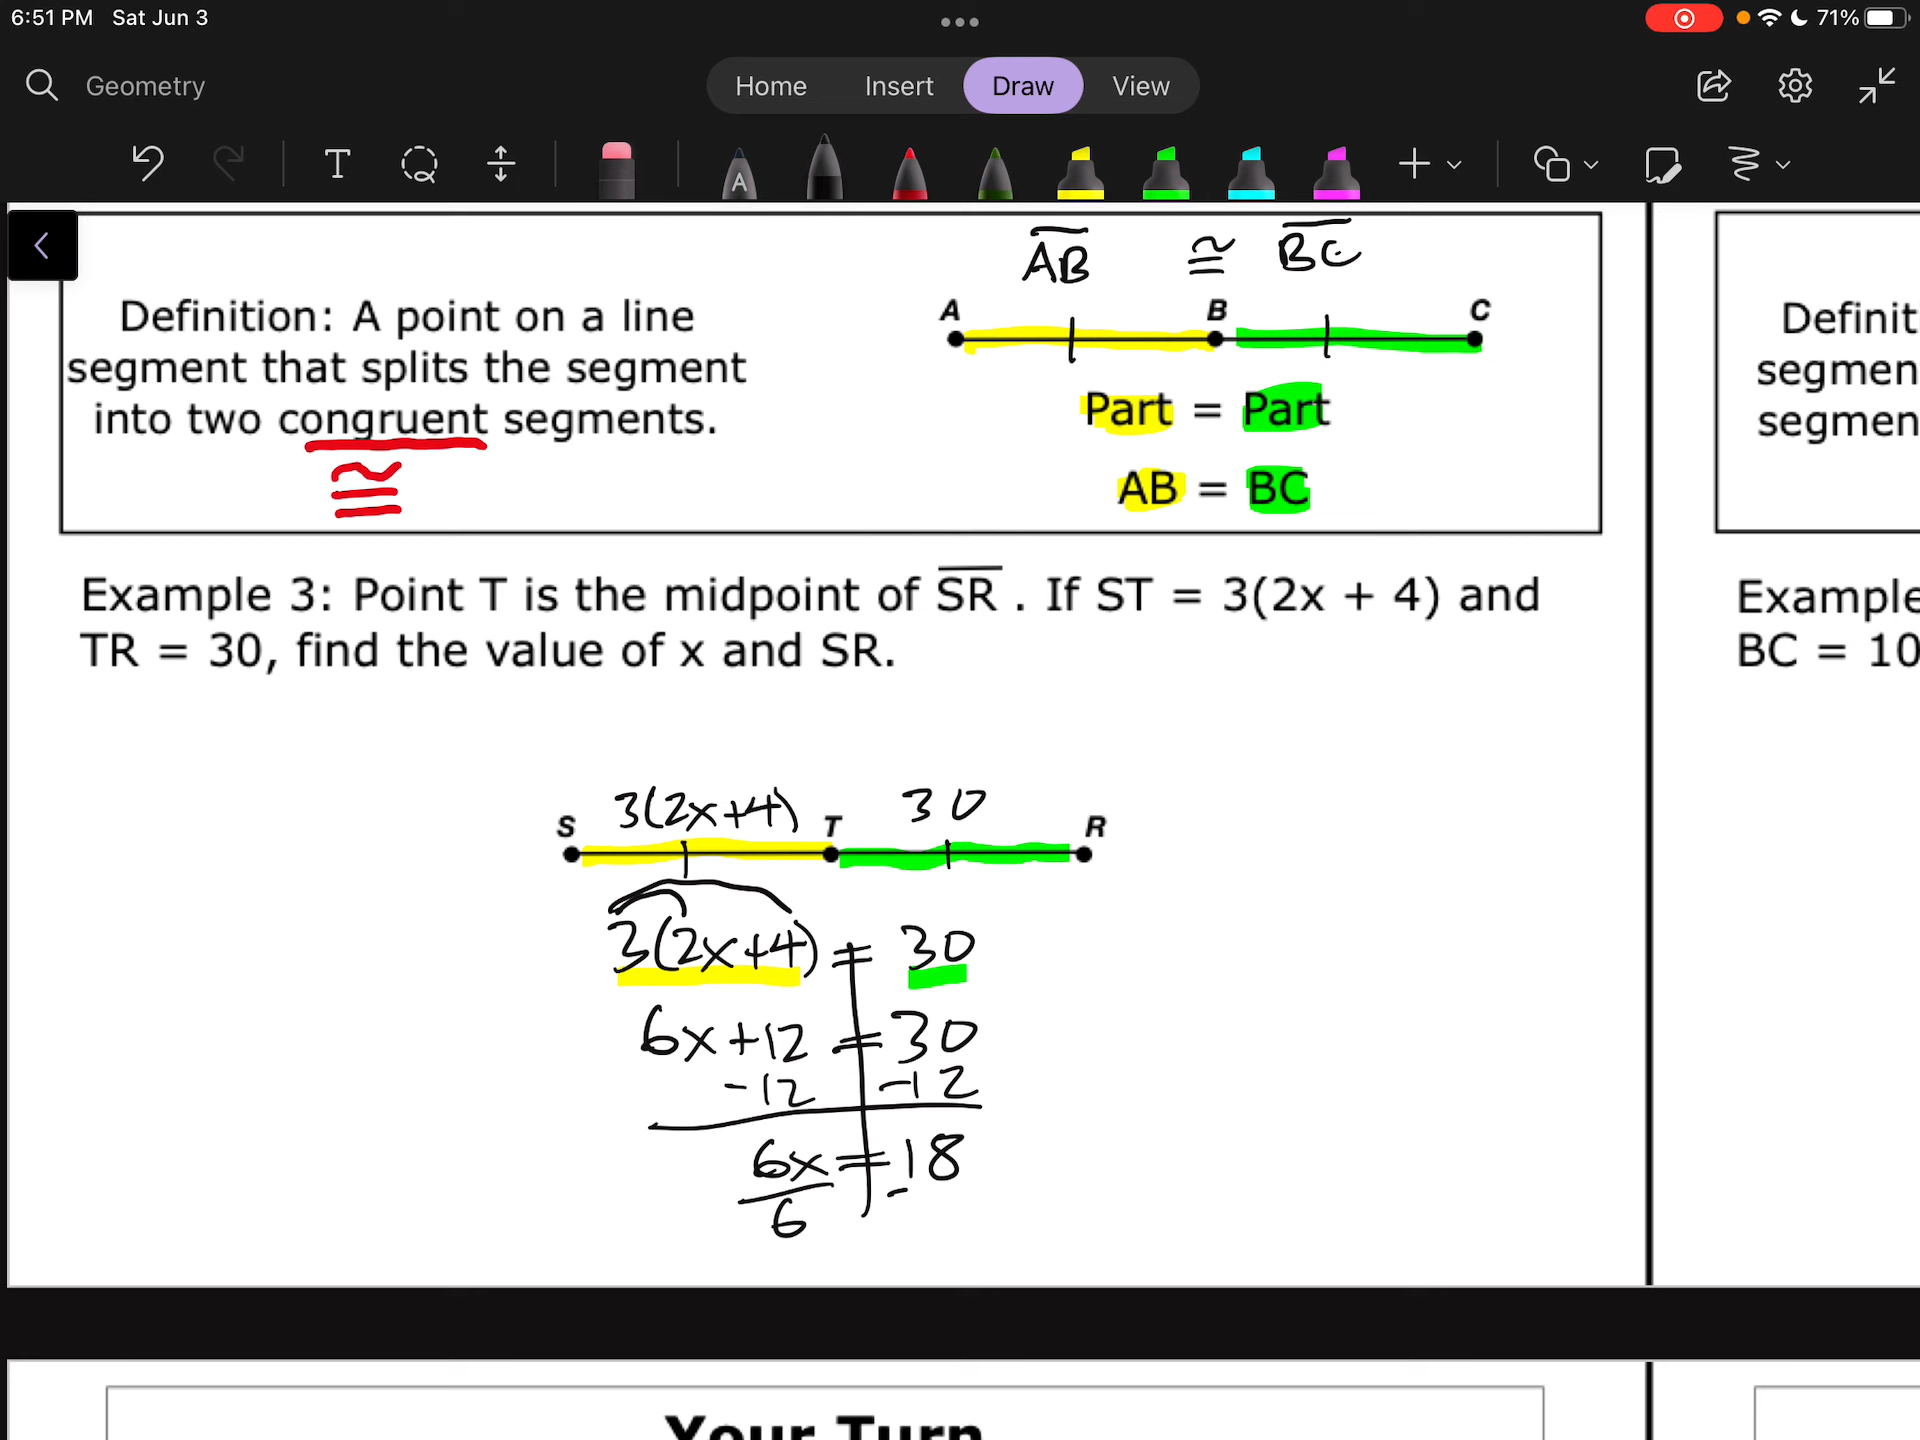 6:51 PM Sat Jun 3
71%
Geometry
Home Insert Draw View
T
A
AB ≅ BC
A B C
Definition: A point on a line
segment that splits the segment
into two congruent segments.
≅
Part = Part
AB = BC
Definit
segmen
segmen
Example 3: Point T is the midpoint of SR . If ST = 3(2x + 4) and
TR = 30, find the value of x and SR.
Example
BC = 10
3(2x+4) 30
S T R
3(2x+4) = 30
6x+12 = 30
-12 -12
6x = 18
6
Your Turn